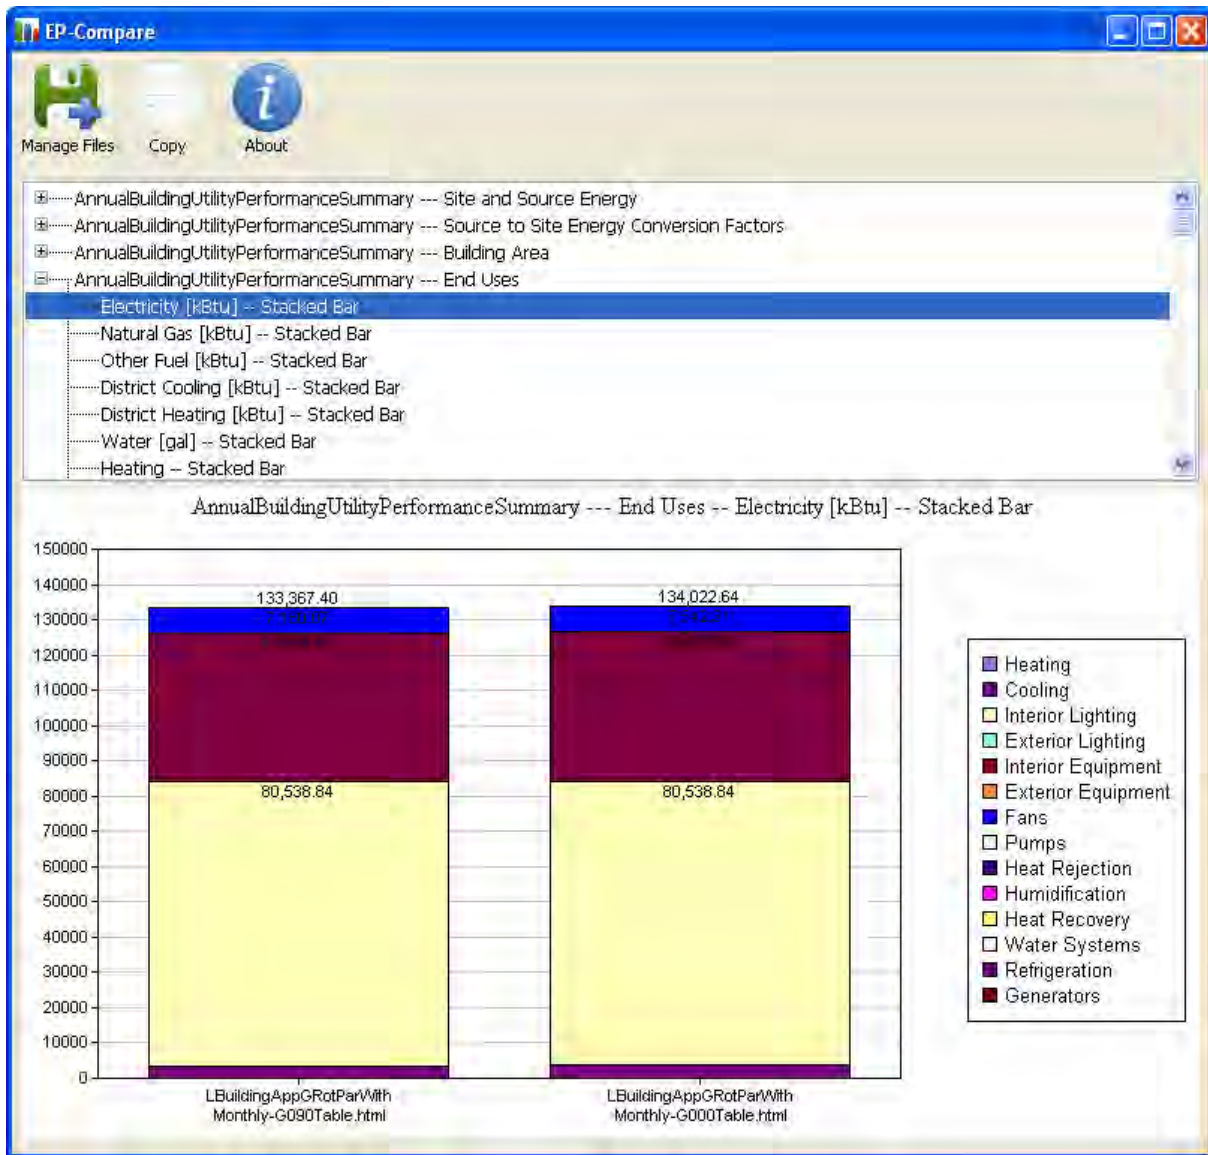 EP-Compare
Manage Files
Copy
About
AnnualBuildingUtilityPerformanceSummary --- Site and Source Energy
AnnualBuildingUtilityPerformanceSummary --- Source to Site Energy Conversion Factors
AnnualBuildingUtilityPerformanceSummary --- Building Area
AnnualBuildingUtilityPerformanceSummary --- End Uses
Electricity [kBtu] -- Stacked Bar
Natural Gas [kBtu] -- Stacked Bar
Other Fuel [kBtu] -- Stacked Bar
District Cooling [kBtu] -- Stacked Bar
District Heating [kBtu] -- Stacked Bar
Water [gal] -- Stacked Bar
Heating -- Stacked Bar
AnnualBuildingUtilityPerformanceSummary --- End Uses -- Electricity [kBtu] -- Stacked Bar
150000
140000
130000
120000
110000
100000
90000
80000
70000
60000
50000
40000
30000
20000
10000
0
133,367.40
134,022.64
80,538.84
80,538.84
LBuildingAppGRotParWith
Monthly-G090Table.html
LBuildingAppGRotParWith
Monthly-G000Table.html
Heating
Cooling
Interior Lighting
Exterior Lighting
Interior Equipment
Exterior Equipment
Fans
Pumps
Heat Rejection
Humidification
Heat Recovery
Water Systems
Refrigeration
Generators